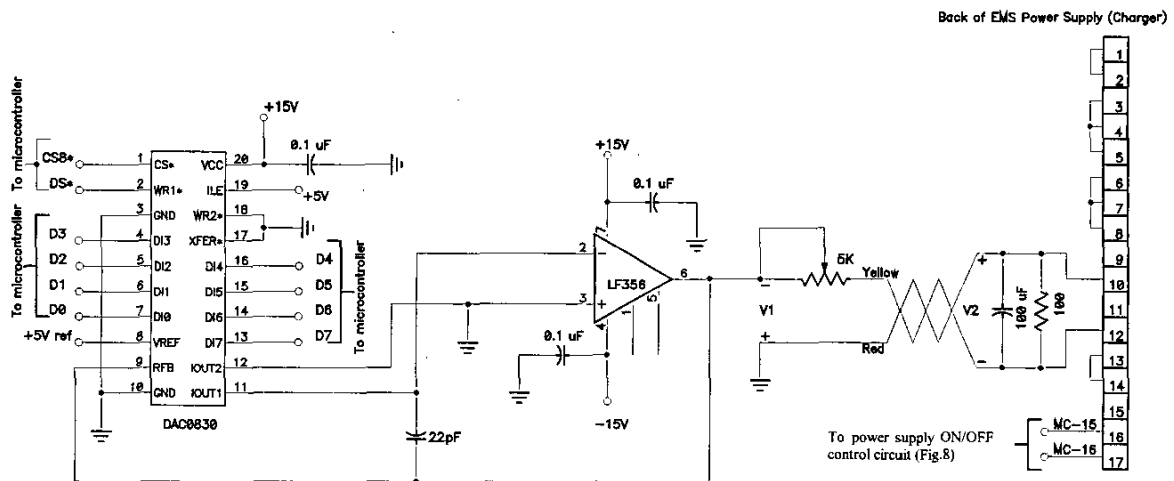 Back of EMS Power Supply (Charger)
To microcontroller
CS8*
DS*
1
2
3
4
5
6
7
8
9
10
CS*
WR1*
GND
DI3
DI2
DI1
DI0
VREF
RFB
GND
VCC
ILE
WR2*
XFER*
DI4
DI5
DI6
DI7
IOUT2
IOUT1
20
19
18
17
16
15
14
13
12
11
DAC0830
To microcontroller
D3
D2
D1
D0
+5V ref
+15V
0.1 uF
+5V
D4
D5
D6
D7
To microcontroller
22pF
+15V
0.1 uF
7
2
−
LF356
6
3
+
4
1
5
0.1 uF
−15V
5K
−
V1
+
Yellow
Red
+
V2
−
100 uF
100
1
2
3
4
5
6
7
8
9
10
11
12
13
14
15
16
17
MC-15
MC-16
To power supply ON/OFF
control circuit (Fig.8)